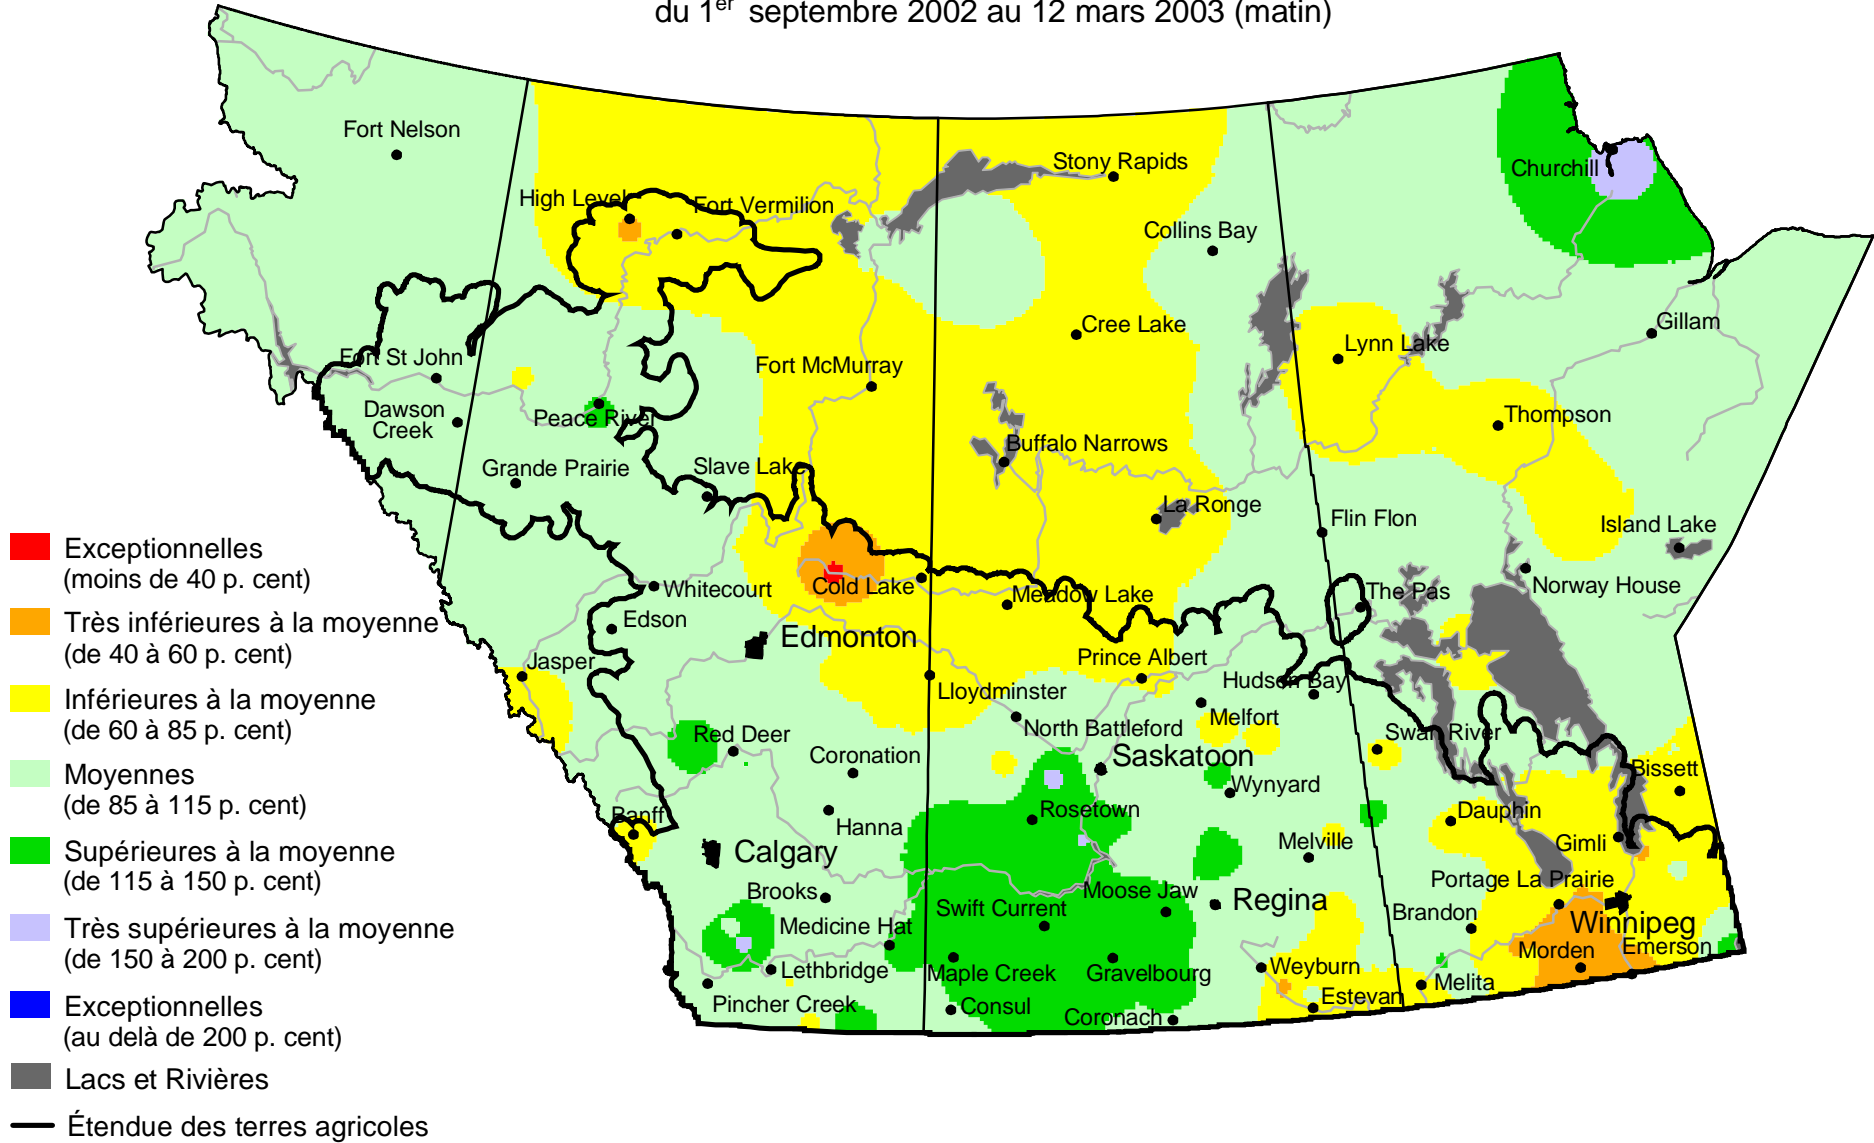 du 1er septembre 2002 au 12 mars 2003 (matin)
Fort Nelson
Stony Rapids
Churchill
High Level
Fort Vermilion
Collins Bay
Gillam
Cree Lake
Lynn Lake
Fort St John
Fort McMurray
Dawson
Creek
Peace River
Thompson
Buffalo Narrows
Grande Prairie
Slave Lake
La Ronge
Flin Flon
Island Lake
Whitecourt
Cold Lake
Meadow Lake
The Pas
Norway House
Edson
Edmonton
Jasper
Prince Albert
Hudson Bay
Lloydminster
Melfort
North Battleford
Red Deer
Swan River
Coronation
Saskatoon
Bissett
Wynyard
Rosetown
Dauphin
Banff
Hanna
Melville
Gimli
Calgary
Portage La Prairie
Brooks
Moose Jaw
Regina
Swift Current
Brandon
Winnipeg
Medicine Hat
Morden
Emerson
Lethbridge
Maple Creek
Gravelbourg
Weyburn
Melita
Pincher Creek
Consul
Coronach
Estevan
Exceptionnelles
(moins de 40 p. cent)
Très inférieures à la moyenne
(de 40 à 60 p. cent)
Inférieures à la moyenne
(de 60 à 85 p. cent)
Moyennes
(de 85 à 115 p. cent)
Supérieures à la moyenne
(de 115 à 150 p. cent)
Très supérieures à la moyenne
(de 150 à 200 p. cent)
Exceptionnelles
(au delà de 200 p. cent)
Lacs et Rivières
Étendue des terres agricoles